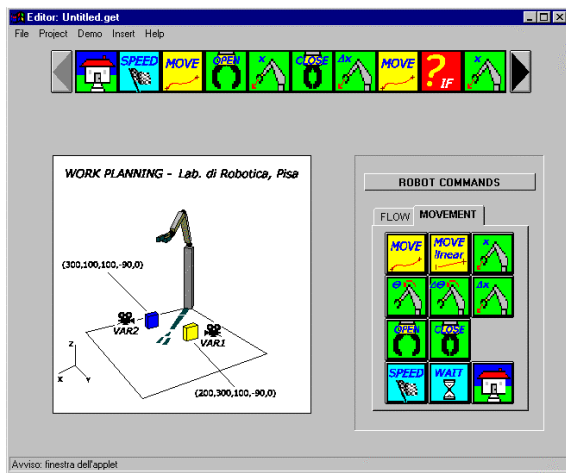 Editor: Untitled.get
File Project Demo Insert Help
SPEED MOVE OPEN x CLOSE Δx MOVE ? IF x
WORK PLANNING - Lab. di Robotica, Pisa
(300,100,100,-90,0)
VAR2
VAR1
Z
X
Y
(200,300,100,-90,0)
ROBOT COMMANDS
FLOW MOVEMENT
MOVE MOVE linear x
Θ ΔΘ Δx
OPEN CLOSE
SPEED WAIT
Avviso: finestra dell'applet